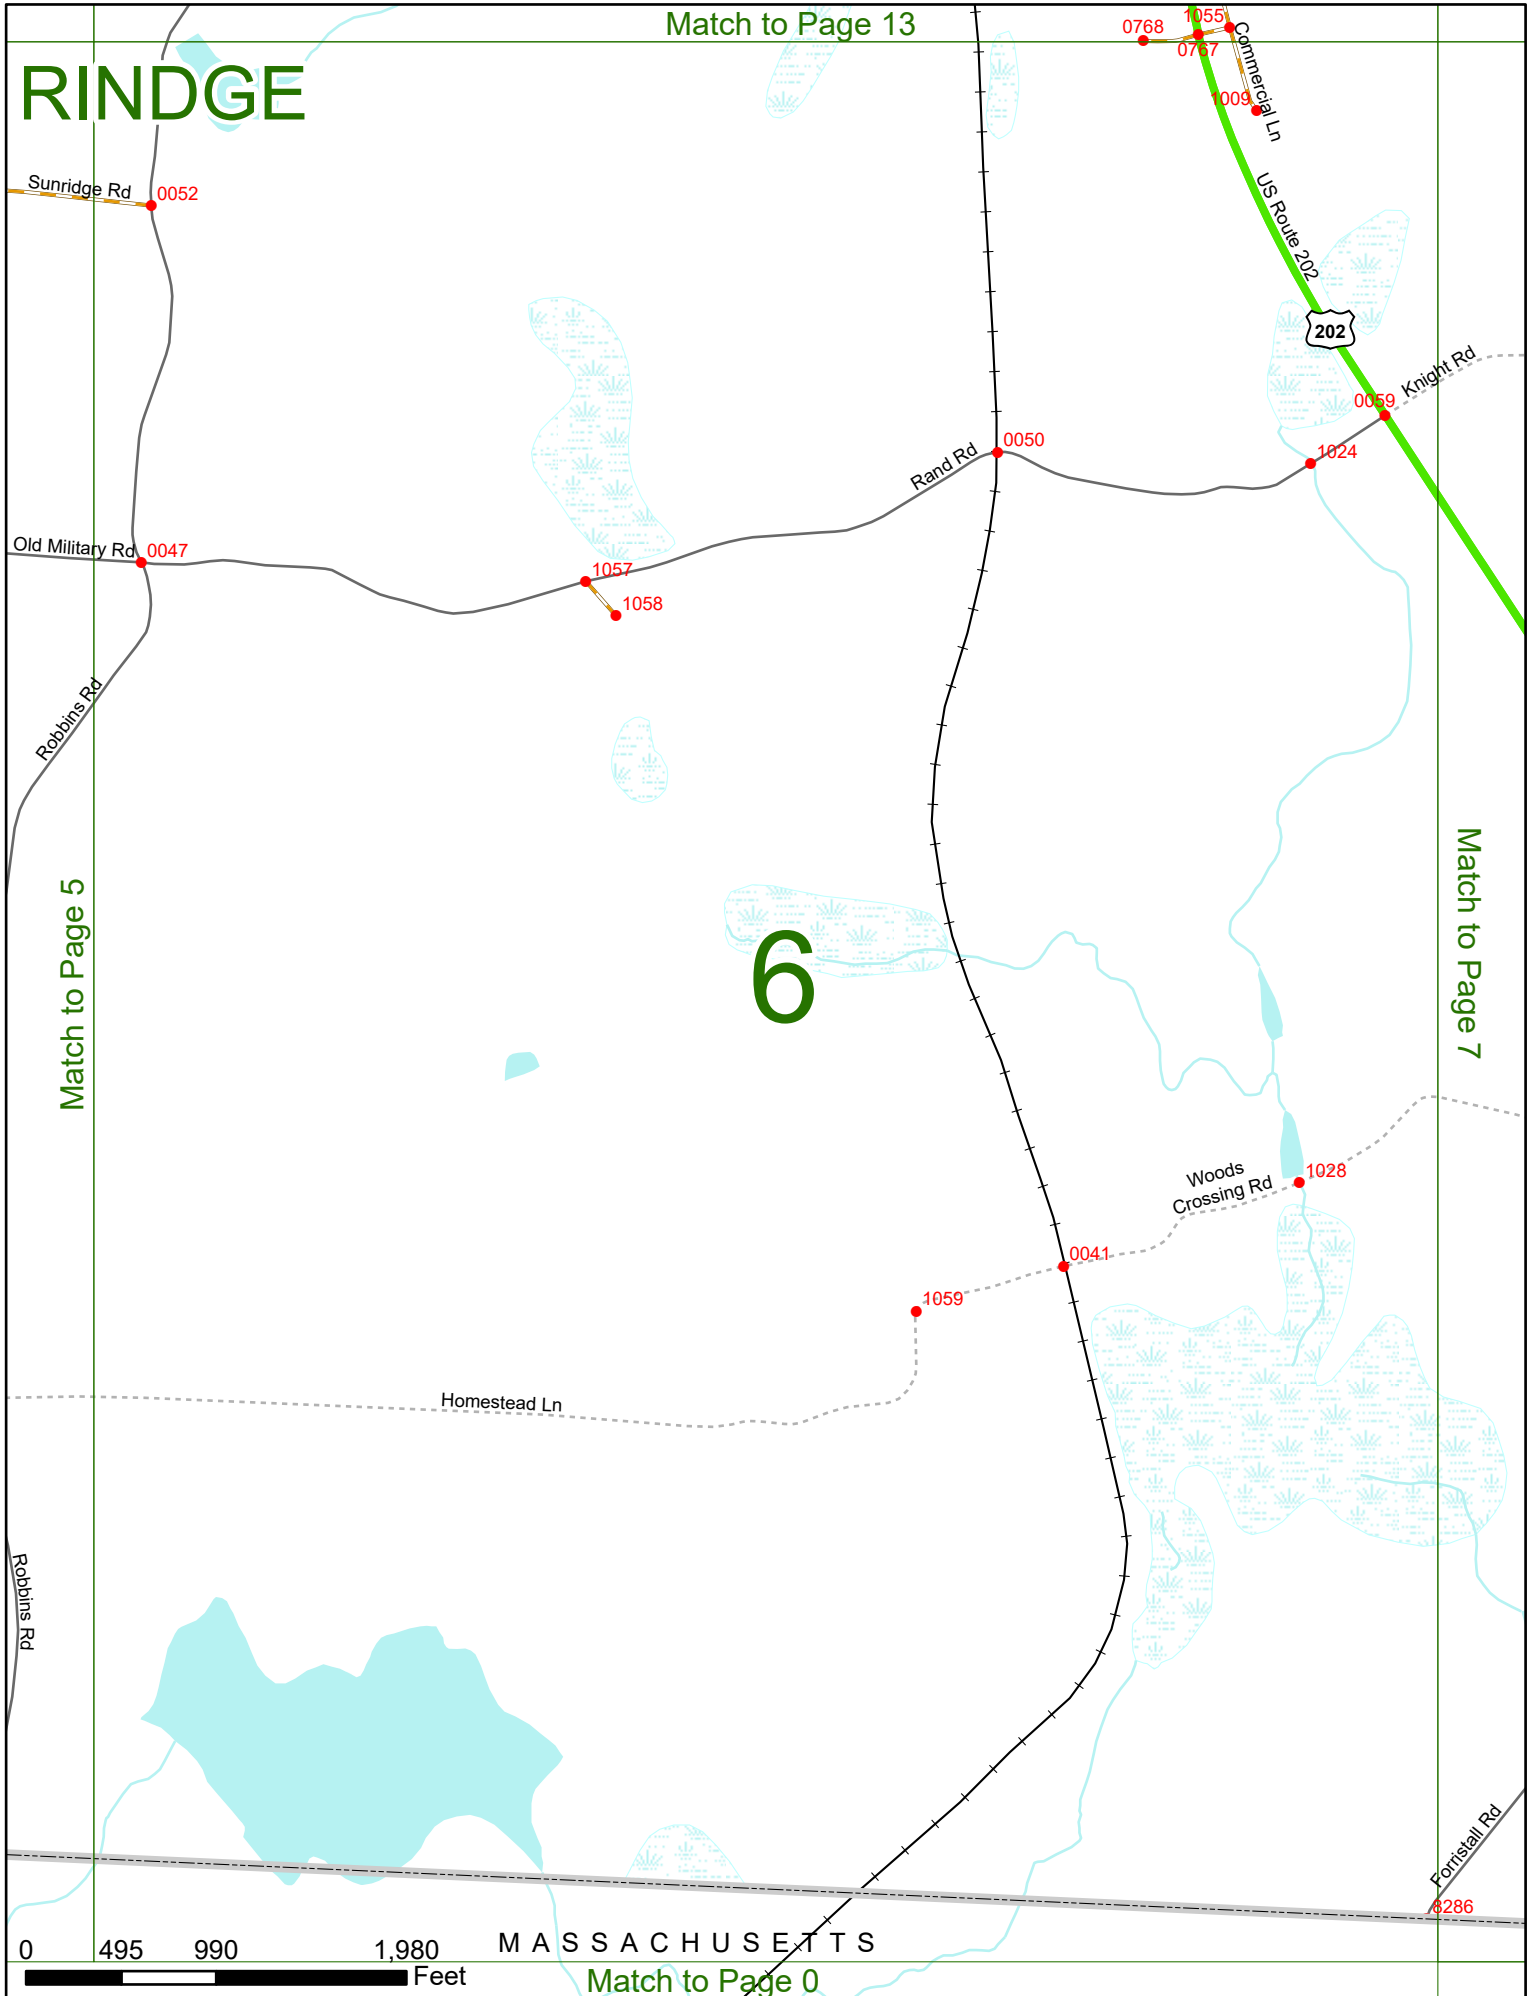 Match to Page 13
RINDGE
0768
1055
0767
Commercial Ln
1009
Sunridge Rd
0052
US Route 202
202
Knight Rd
0059
0050
Rand Rd
1024
Old Military Rd
0047
1057
1058
Robbins Rd
Match to Page 5
Match to Page 7
6
Woods
Crossing Rd
1028
0041
1059
Homestead Ln
Robbins Rd
Forristall Rd
8286
0 495 990 1,980
Feet
MASSACHUSETTS
Match to Page 0